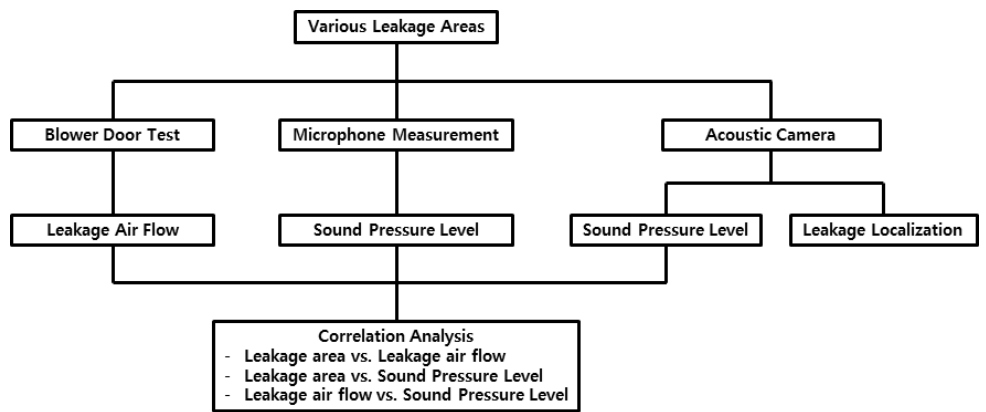 Various Leakage Areas
Blower Door Test
Microphone Measurement
Acoustic Camera
Leakage Air Flow
Sound Pressure Level
Sound Pressure Level
Leakage Localization
Correlation Analysis
- Leakage area vs. Leakage air flow
- Leakage area vs. Sound Pressure Level
- Leakage air flow vs. Sound Pressure Level